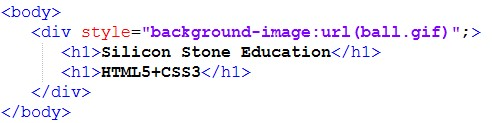 <body>
<div style="background-image:url(ball.gif)";>
<h1>Silicon Stone Education</h1>
<h1>HTML5+CSS3</h1>
</div>
</body>